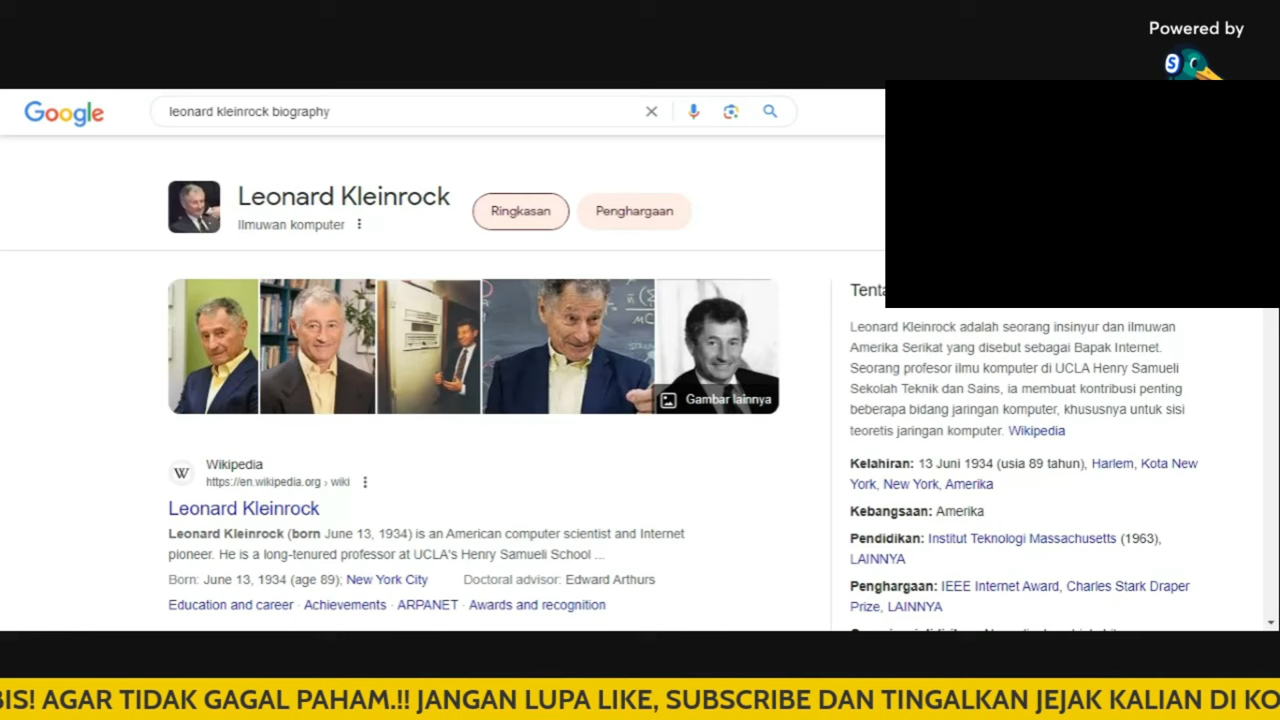 Powered by
S
Google
leonard kleinrock biography
Leonard Kleinrock
Ilmuwan komputer
Ringkasan
Penghargaan
Gambar lainnya
W
Wikipedia
https://en.wikipedia.org › wiki
Leonard Kleinrock
Leonard Kleinrock (born June 13, 1934) is an American computer scientist and Internet
pioneer. He is a long-tenured professor at UCLA's Henry Samueli School ...
Born: June 13, 1934 (age 89); New York City
Doctoral advisor: Edward Arthurs
Education and career · Achievements · ARPANET · Awards and recognition
Leonard Kleinrock adalah seorang insinyur dan ilmuwan
Amerika Serikat yang disebut sebagai Bapak Internet.
Seorang profesor ilmu komputer di UCLA Henry Samueli
Sekolah Teknik dan Sains, ia membuat kontribusi penting
beberapa bidang jaringan komputer, khususnya untuk sisi
teoretis jaringan komputer. Wikipedia
Kelahiran: 13 Juni 1934 (usia 89 tahun), Harlem, Kota New
York, New York, Amerika
Kebangsaan: Amerika
Pendidikan: Institut Teknologi Massachusetts (1963),
LAINNYA
Penghargaan: IEEE Internet Award, Charles Stark Draper
Prize, LAINNYA
BIS! AGAR TIDAK GAGAL PAHAM.!! JANGAN LUPA LIKE, SUBSCRIBE DAN TINGALKAN JEJAK KALIAN DI KO